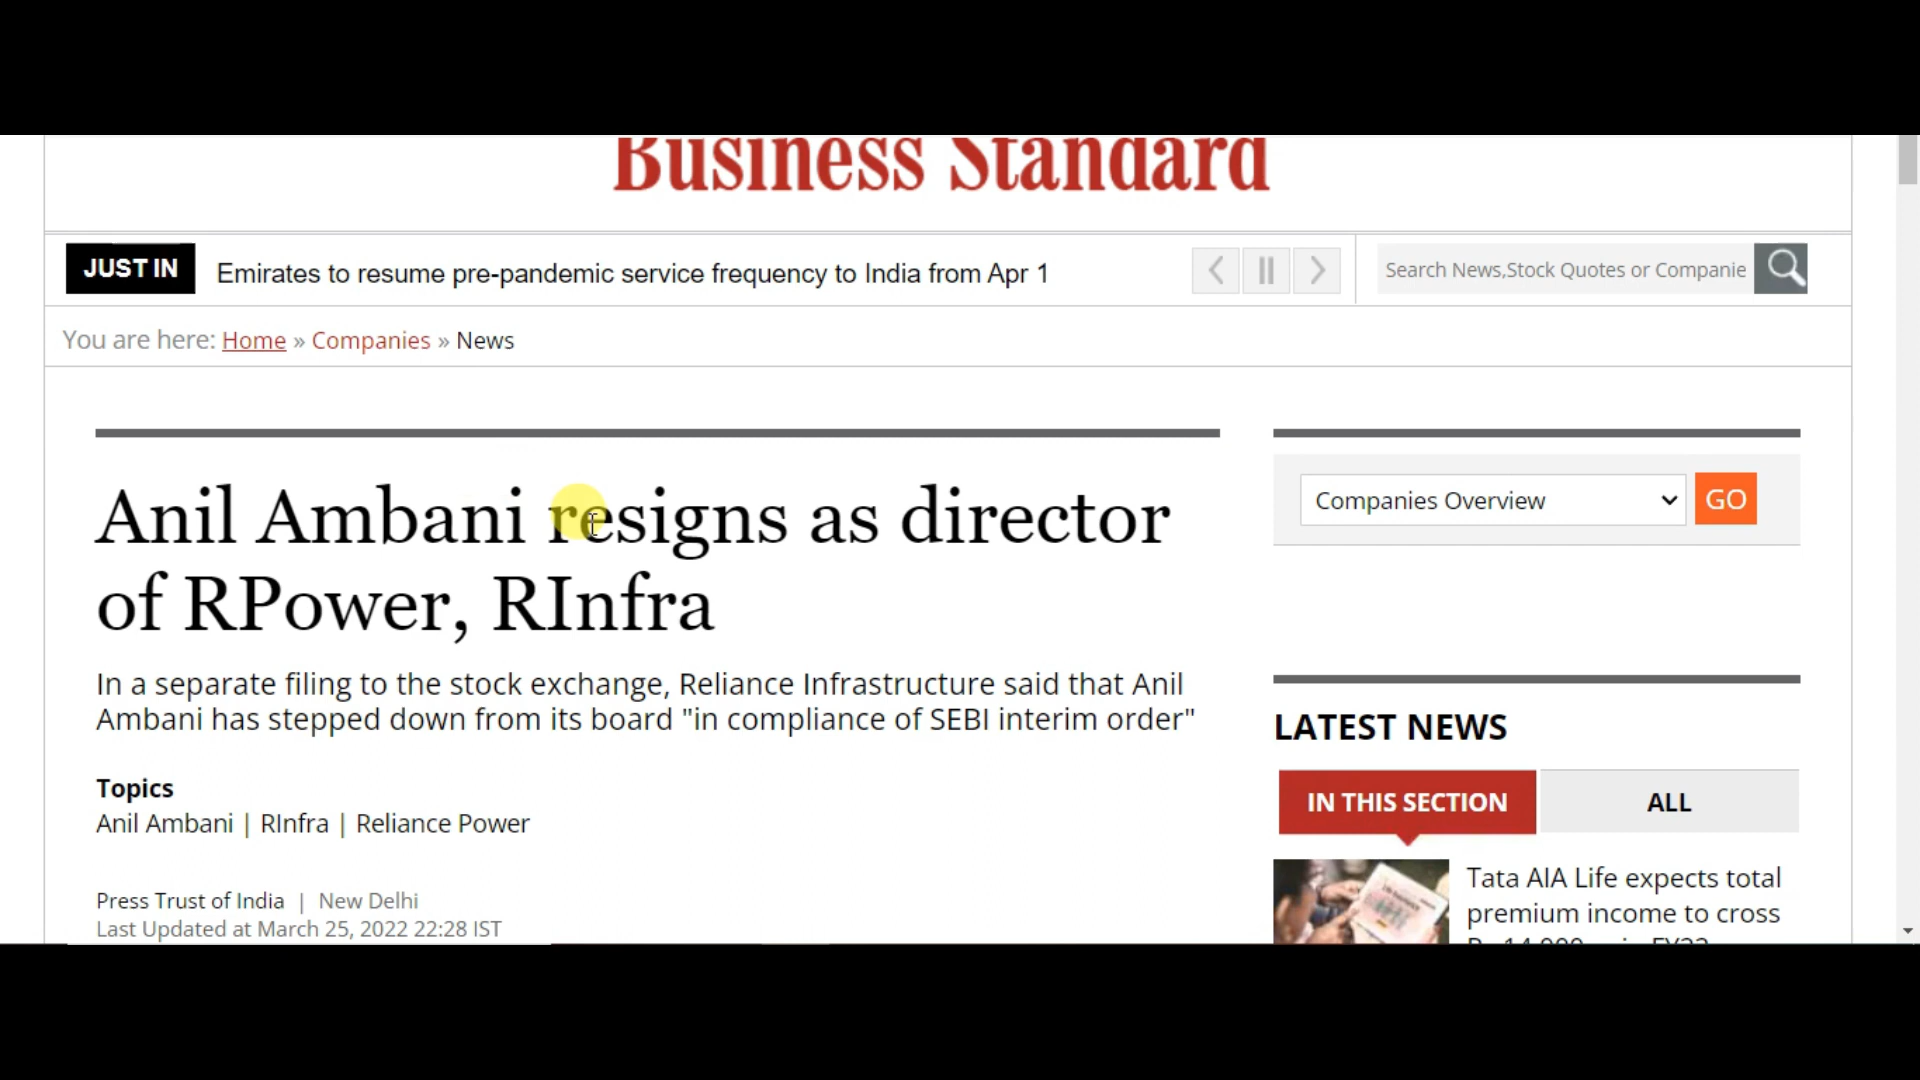 Business Standard
JUST IN
Emirates to resume pre-pandemic service frequency to India from Apr 1
Search News,Stock Quotes or Companie
You are here: Home » Companies » News
Anil Ambani resigns as director
of RPower, RInfra
Companies Overview
GO
In a separate filing to the stock exchange, Reliance Infrastructure said that Anil
Ambani has stepped down from its board "in compliance of SEBI interim order"
Topics
Anil Ambani | RInfra | Reliance Power
Press Trust of India | New Delhi
Last Updated at March 25, 2022 22:28 IST
LATEST NEWS
IN THIS SECTION
ALL
Tata AIA Life expects total
premium income to cross